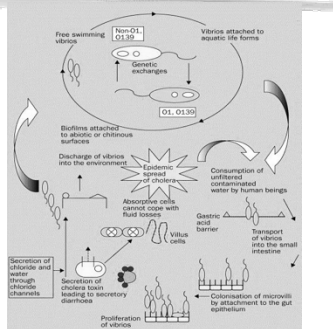 Non-01,
0139
Free swimming
vibrios
Vibrios attached to
aquatic life forms
Genetic
exchanges
01, 0139
Biofilms attached
to abiotic or chitinous
surfaces
Discharge of vibrios
into the environment
Epidemic
spread
of cholera
Consumption of
unfiltered
contaminated
water by human beings
Absorptive cells
cannot cope with
fluid losses
Villus
cells
Gastric
acid
barrier
Transport
of vibrios
into the small
intestine
Secretion of
chloride and
water
through
chloride
channels
Secretion of
cholera toxin
leading to secretory
diarrhoea
Colonisation of microvilli
by attachment to the gut
epithelium
Proliferation
of vibrios